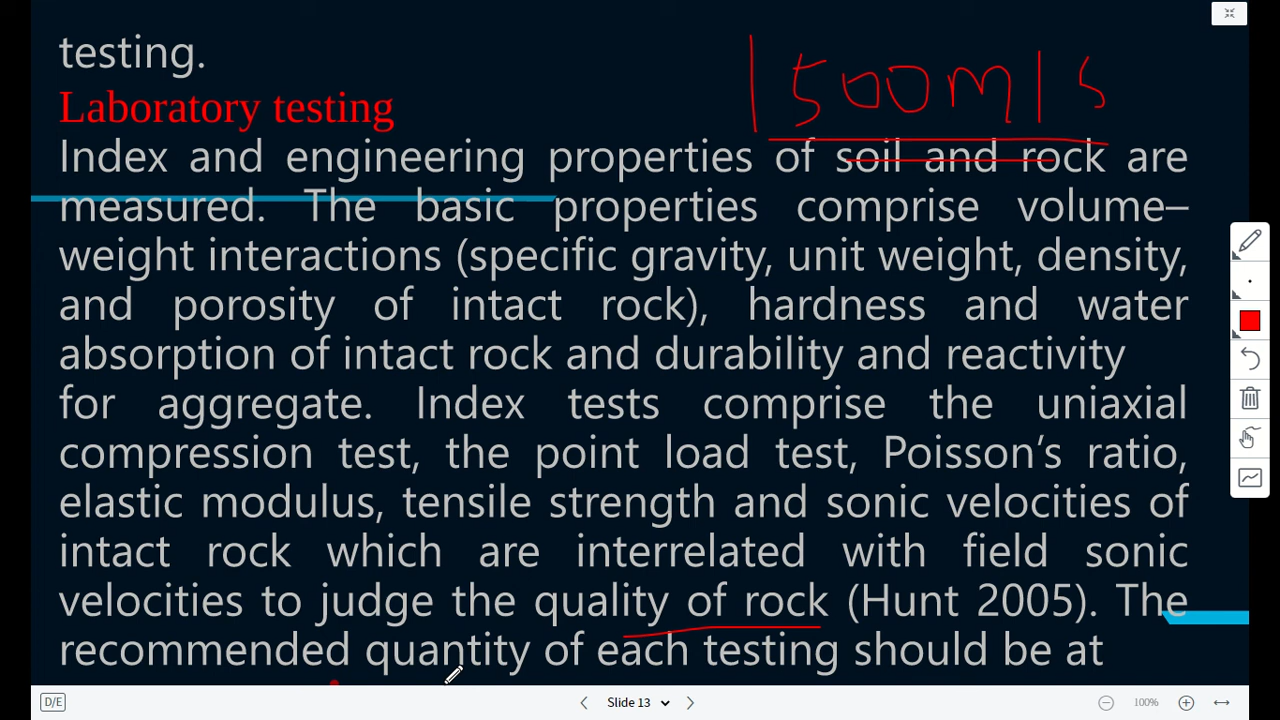 testing.
1500m/s
Laboratory testing
Index and engineering properties of soil and rock are
measured. The basic properties comprise volume–
weight interactions (specific gravity, unit weight, density,
and porosity of intact rock), hardness and water
absorption of intact rock and durability and reactivity
for aggregate. Index tests comprise the uniaxial
compression test, the point load test, Poisson’s ratio,
elastic modulus, tensile strength and sonic velocities of
intact rock which are interrelated with field sonic
velocities to judge the quality of rock (Hunt 2005). The
recommended quantity of each testing should be at
D/E
Slide 13
100%